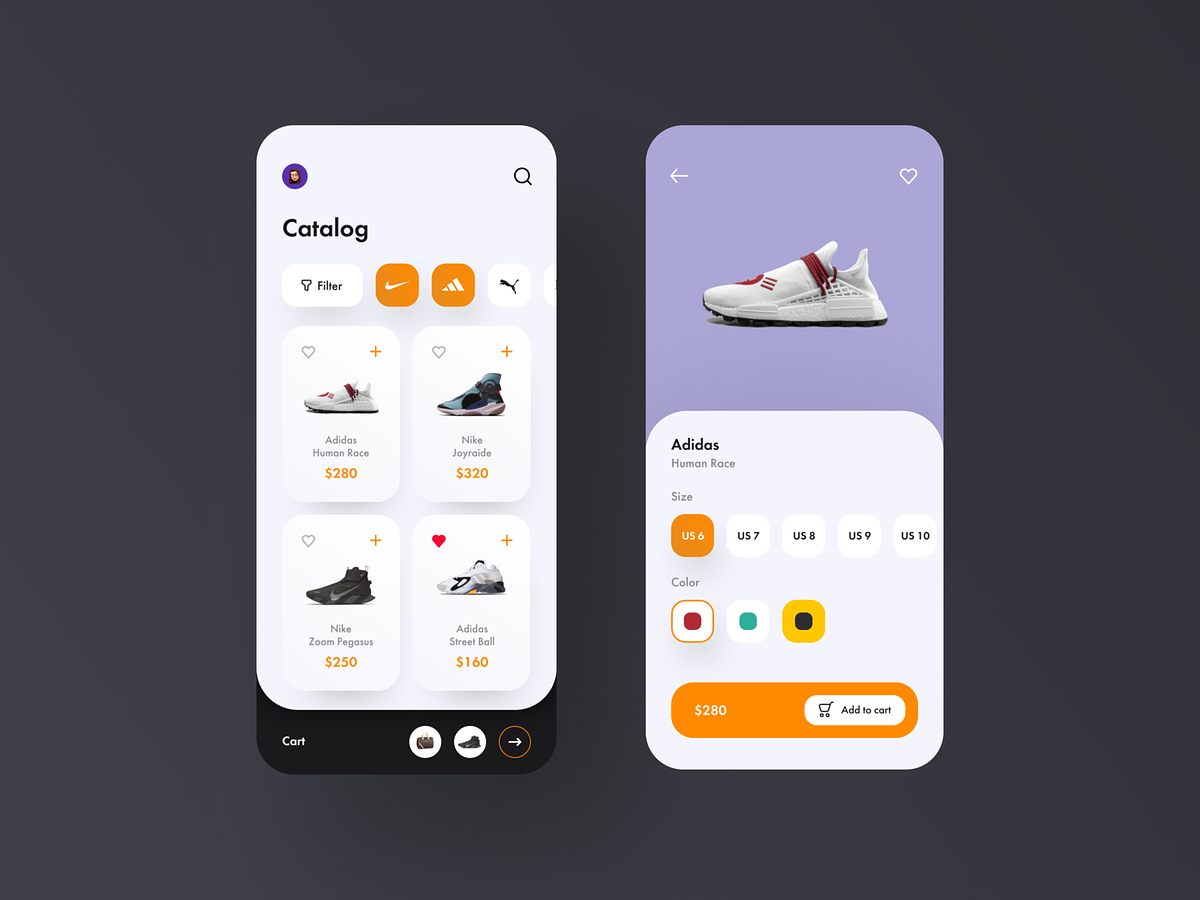 Catalog
Filter
Adidas
Human Race
$280
Nike
Joyraide
$320
Nike
Zoom Pegasus
$250
Adidas
Street Ball
$160
Cart
Adidas
Human Race
Size
US 6 US 7 US 8 US 9 US 10
Color
$280 Add to cart